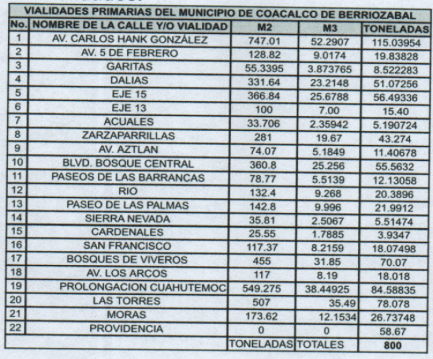 VIALIDADES PRIMARIAS DEL MUNICIPIO DE COACALCO DE BERRIOZABAL
No. NOMBRE DE LA CALLE Y/O VIALIDAD M2 M3 TONELADAS
1 AV. CARLOS HANK GONZÁLEZ 747.01 52.2907 115.03954
2 AV. 5 DE FEBRERO 128.82 9.0174 19.83828
3 GARITAS 55.3395 3.873765 8.522283
4 DALIAS 331.64 23.2148 51.07256
5 EJE 15 366.84 25.6788 56.49336
6 EJE 13 100 7.00 15.40
7 ACUALES 33.706 2.35942 5.190724
8 ZARZAPARRILLAS 281 19.67 43.274
9 AV. AZTLAN 74.07 5.1849 11.40678
10 BLVD. BOSQUE CENTRAL 360.8 25.256 55.5632
11 PASEOS DE LAS BARRANCAS 78.77 5.5139 12.13058
12 RIO 132.4 9.268 20.3896
13 PASEO DE LAS PALMAS 142.8 9.996 21.9912
14 SIERRA NEVADA 35.81 2.5067 5.51474
15 CARDENALES 25.55 1.7885 3.9347
16 SAN FRANCISCO 117.37 8.2159 18.07498
17 BOSQUES DE VIVEROS 455 31.85 70.07
18 AV. LOS ARCOS 117 8.19 18.018
19 PROLONGACION CUAHUTEMOC 549.275 38.44925 84.58835
20 LAS TORRES 507 35.49 78.078
21 MORAS 173.62 12.1534 26.73748
22 PROVIDENCIA 0 0 58.67
TONELADAS TOTALES 800